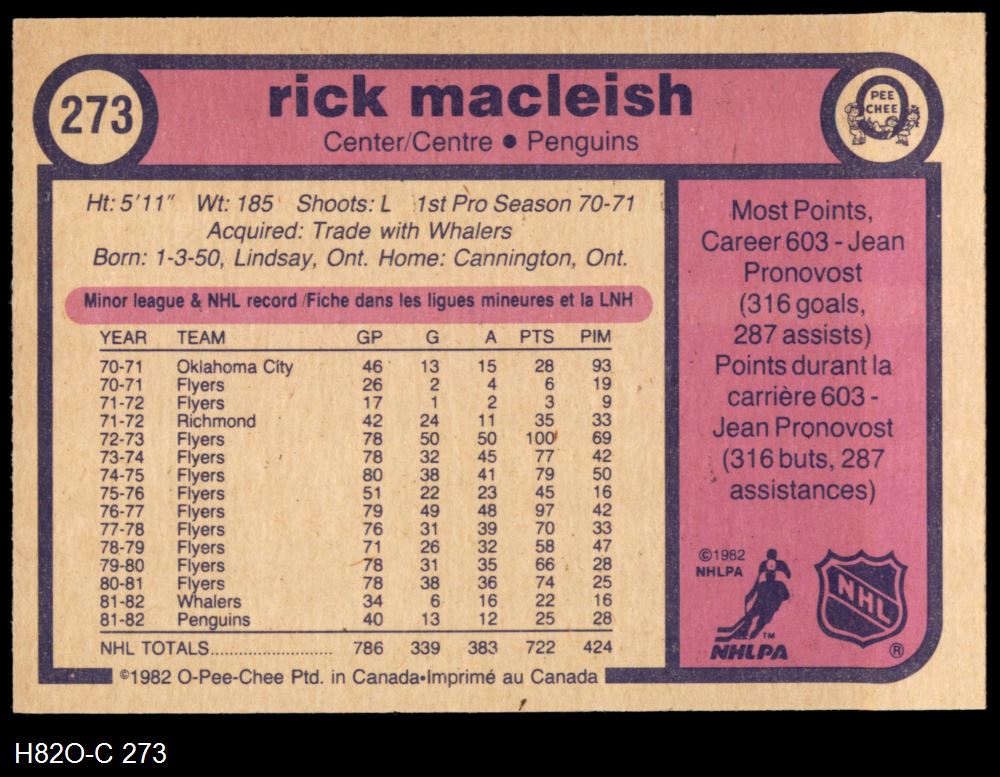 273
rick macleish
Center/Centre • Penguins
PEE
CHEE
Ht: 5'11" Wt: 185 Shoots: L 1st Pro Season 70-71
Acquired: Trade with Whalers
Born: 1-3-50, Lindsay, Ont. Home: Cannington, Ont.
Minor league & NHL record/Fiche dans les ligues mineures et la LNH
YEAR TEAM GP G A PTS PIM
70-71 Oklahoma City 46 13 15 28 93
70-71 Flyers 26 2 4 6 19
71-72 Flyers 17 1 2 3 9
71-72 Richmond 42 24 11 35 33
72-73 Flyers 78 50 50 100 69
73-74 Flyers 78 32 45 77 42
74-75 Flyers 80 38 41 79 50
75-76 Flyers 51 22 23 45 16
76-77 Flyers 79 49 48 97 42
77-78 Flyers 76 31 39 70 33
78-79 Flyers 71 26 32 58 47
79-80 Flyers 78 31 35 66 28
80-81 Flyers 78 38 36 74 25
81-82 Whalers 34 6 16 22 16
81-82 Penguins 40 13 12 25 28
NHL TOTALS..................... 786 339 383 722 424
©1982 O-Pee-Chee Ptd. in Canada•Imprimé au Canada
Most Points,
Career 603 - Jean
Pronovost
(316 goals,
287 assists)
Points durant la
carrière 603 -
Jean Pronovost
(316 buts, 287
assistances)
©1982
NHLPA
TM
NHLPA
NHL
®
H82O-C 273